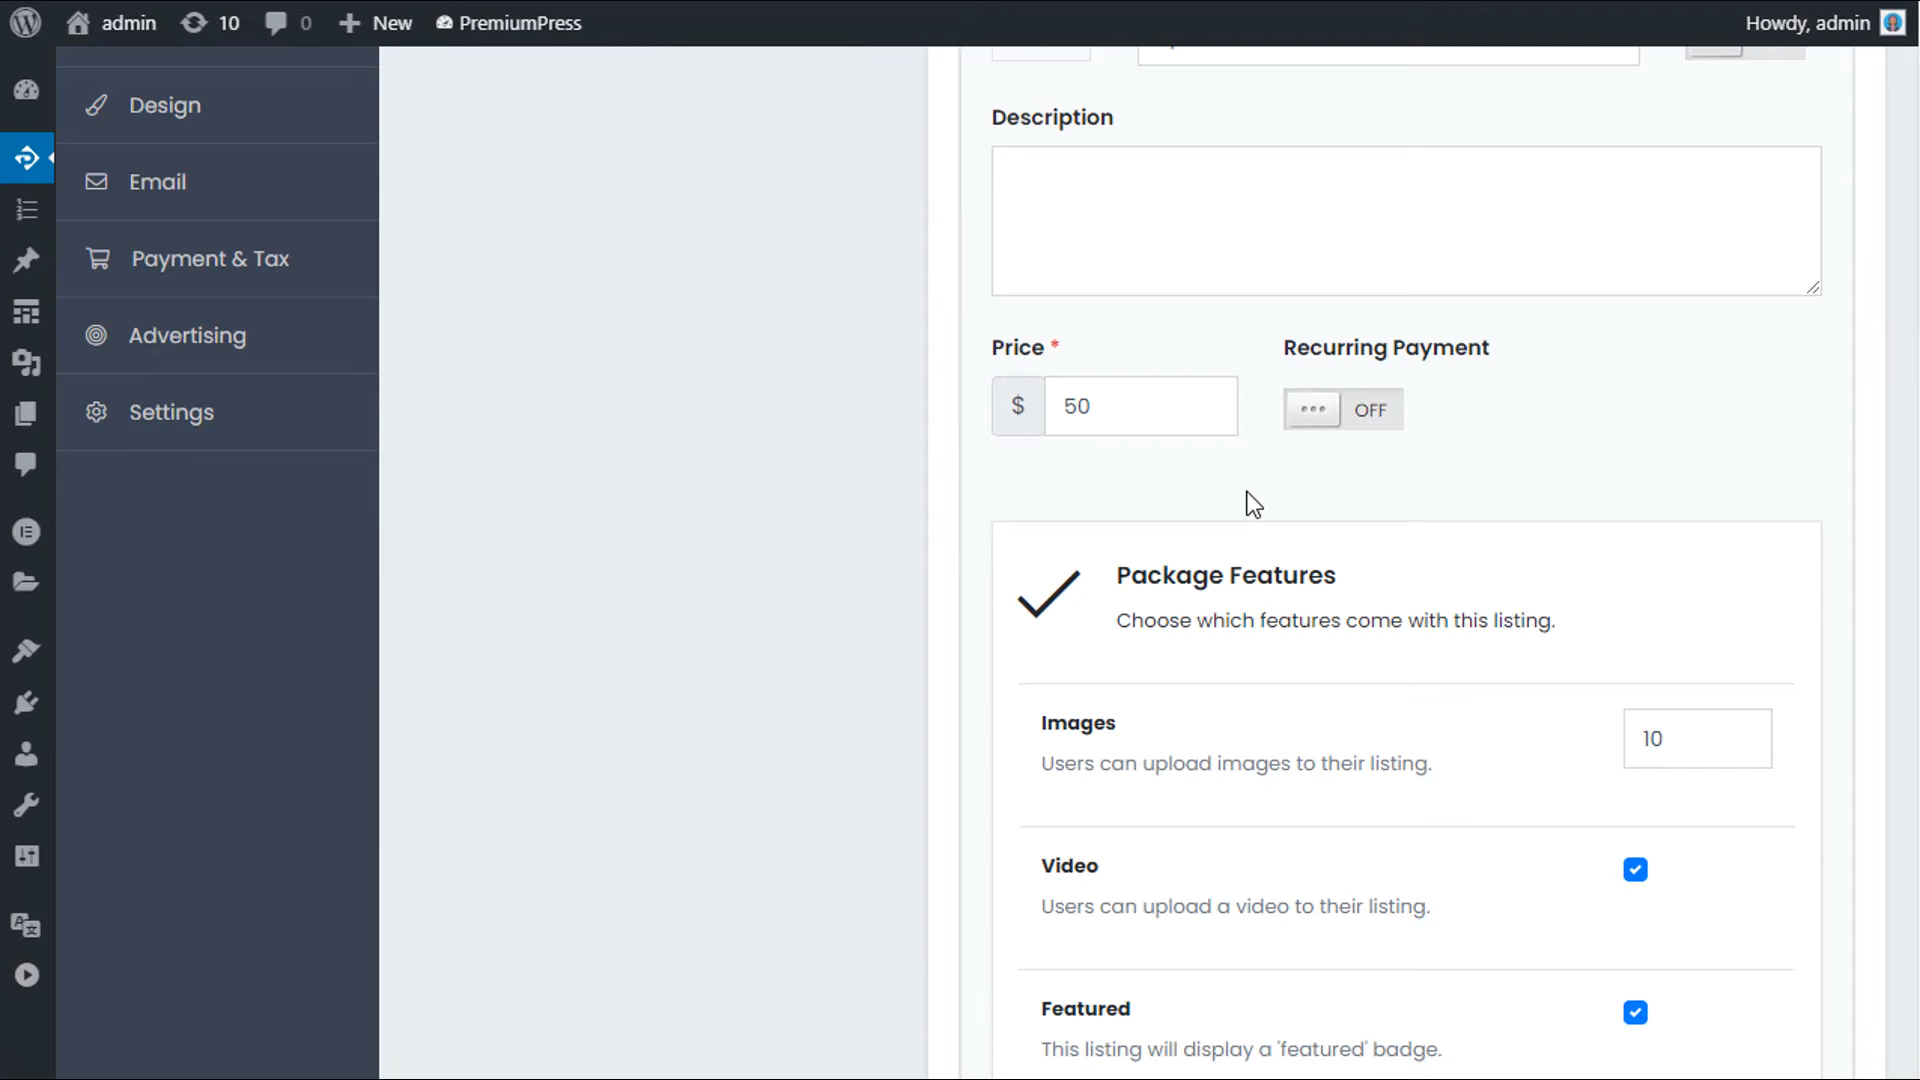 admin
10
0
New
PremiumPress
Howdy, admin
Design
Email
Payment & Tax
Advertising
Settings
Description
Price *
Recurring Payment
$
50
OFF
Package Features
Choose which features come with this listing.
Images
Users can upload images to their listing.
10
Video
Users can upload a video to their listing.
Featured
This listing will display a 'featured' badge.